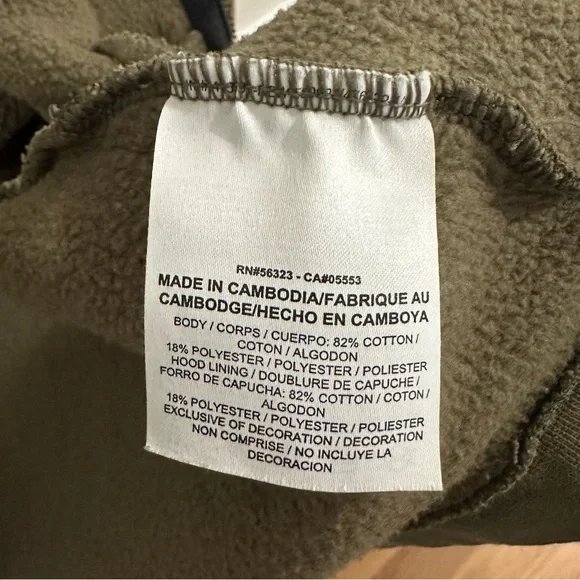 RN#56323 - CA#05553
MADE IN CAMBODIA/FABRIQUE AU
CAMBODGE/HECHO EN CAMBOYA
BODY / CORPS / CUERPO: 82% COTTON /
COTON / ALGODON
18% POLYESTER / POLYESTER / POLIESTER
HOOD LINING / DOUBLURE DE CAPUCHE /
FORRO DE CAPUCHA: 82% COTTON / COTON /
ALGODON
18% POLYESTER / POLYESTER / POLIESTER
EXCLUSIVE OF DECORATION / DECORATION
NON COMPRISE / NO INCLUYE LA
DECORACION